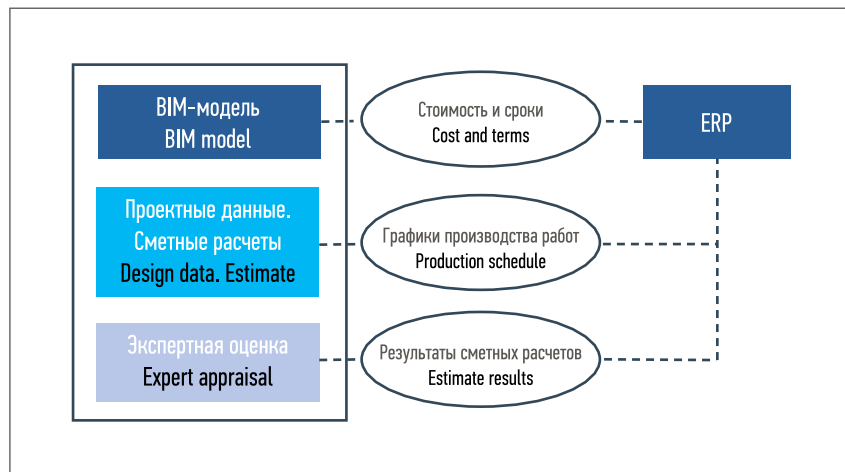 BIM-модель
BIM model
Стоимость и сроки
Cost and terms
ERP
Проектные данные.
Сметные расчеты
Design data. Estimate
Графики производства работ
Production schedule
Экспертная оценка
Expert appraisal
Результаты сметных расчетов
Estimate results